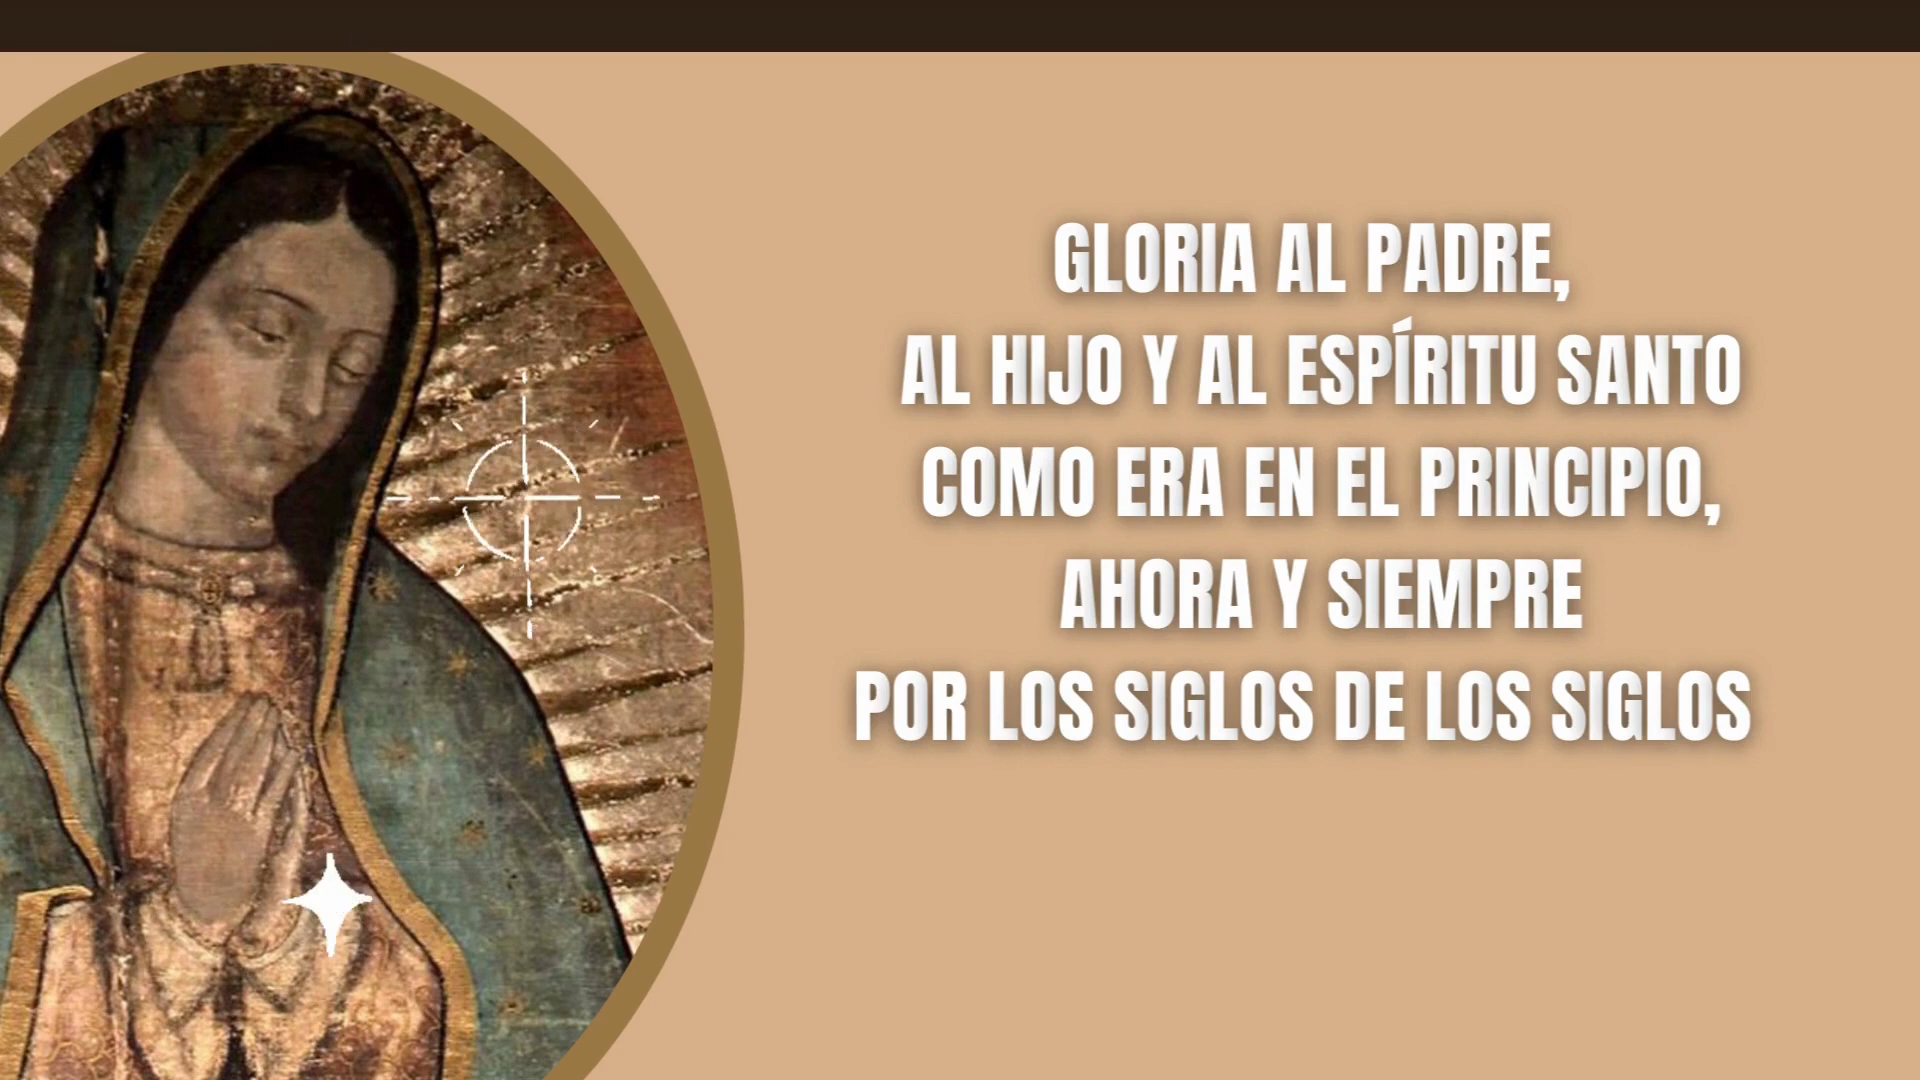 GLORIA AL PADRE,
AL HIJO Y AL ESPÍRITU SANTO
COMO ERA EN EL PRINCIPIO,
AHORA Y SIEMPRE
POR LOS SIGLOS DE LOS SIGLOS